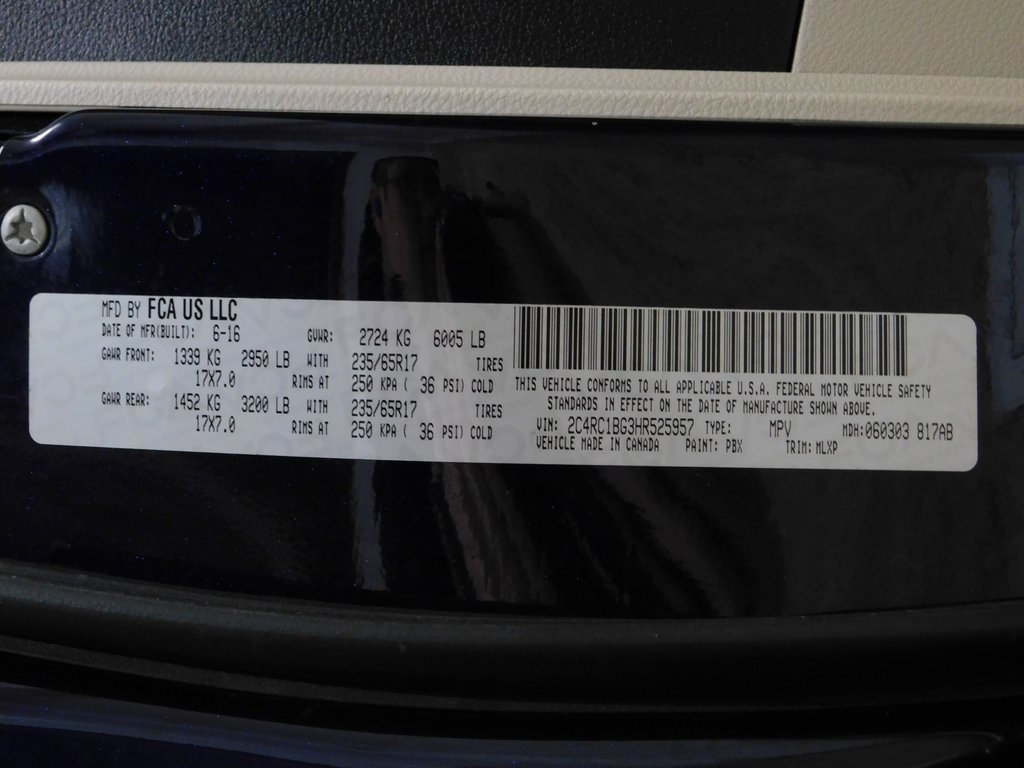 MFD BY FCA US LLC
DATE OF MFR(BUILT): 6-16 GVWR: 2724 KG 6005 LB
GAWR FRONT: 1339 KG 2950 LB WITH 235/65R17 TIRES
17X7.0 RIMS AT 250 KPA ( 36 PSI) COLD
GAWR REAR: 1452 KG 3200 LB WITH 235/65R17 TIRES
17X7.0 RIMS AT 250 KPA ( 36 PSI) COLD
THIS VEHICLE CONFORMS TO ALL APPLICABLE U.S.A. FEDERAL MOTOR VEHICLE SAFETY
STANDARDS IN EFFECT ON THE DATE OF MANUFACTURE SHOWN ABOVE.
VIN: 2C4RC1BG3HR525957 TYPE: MPV MDH:060303 817AB
VEHICLE MADE IN CANADA PAINT: PBX TRIM: MLXP